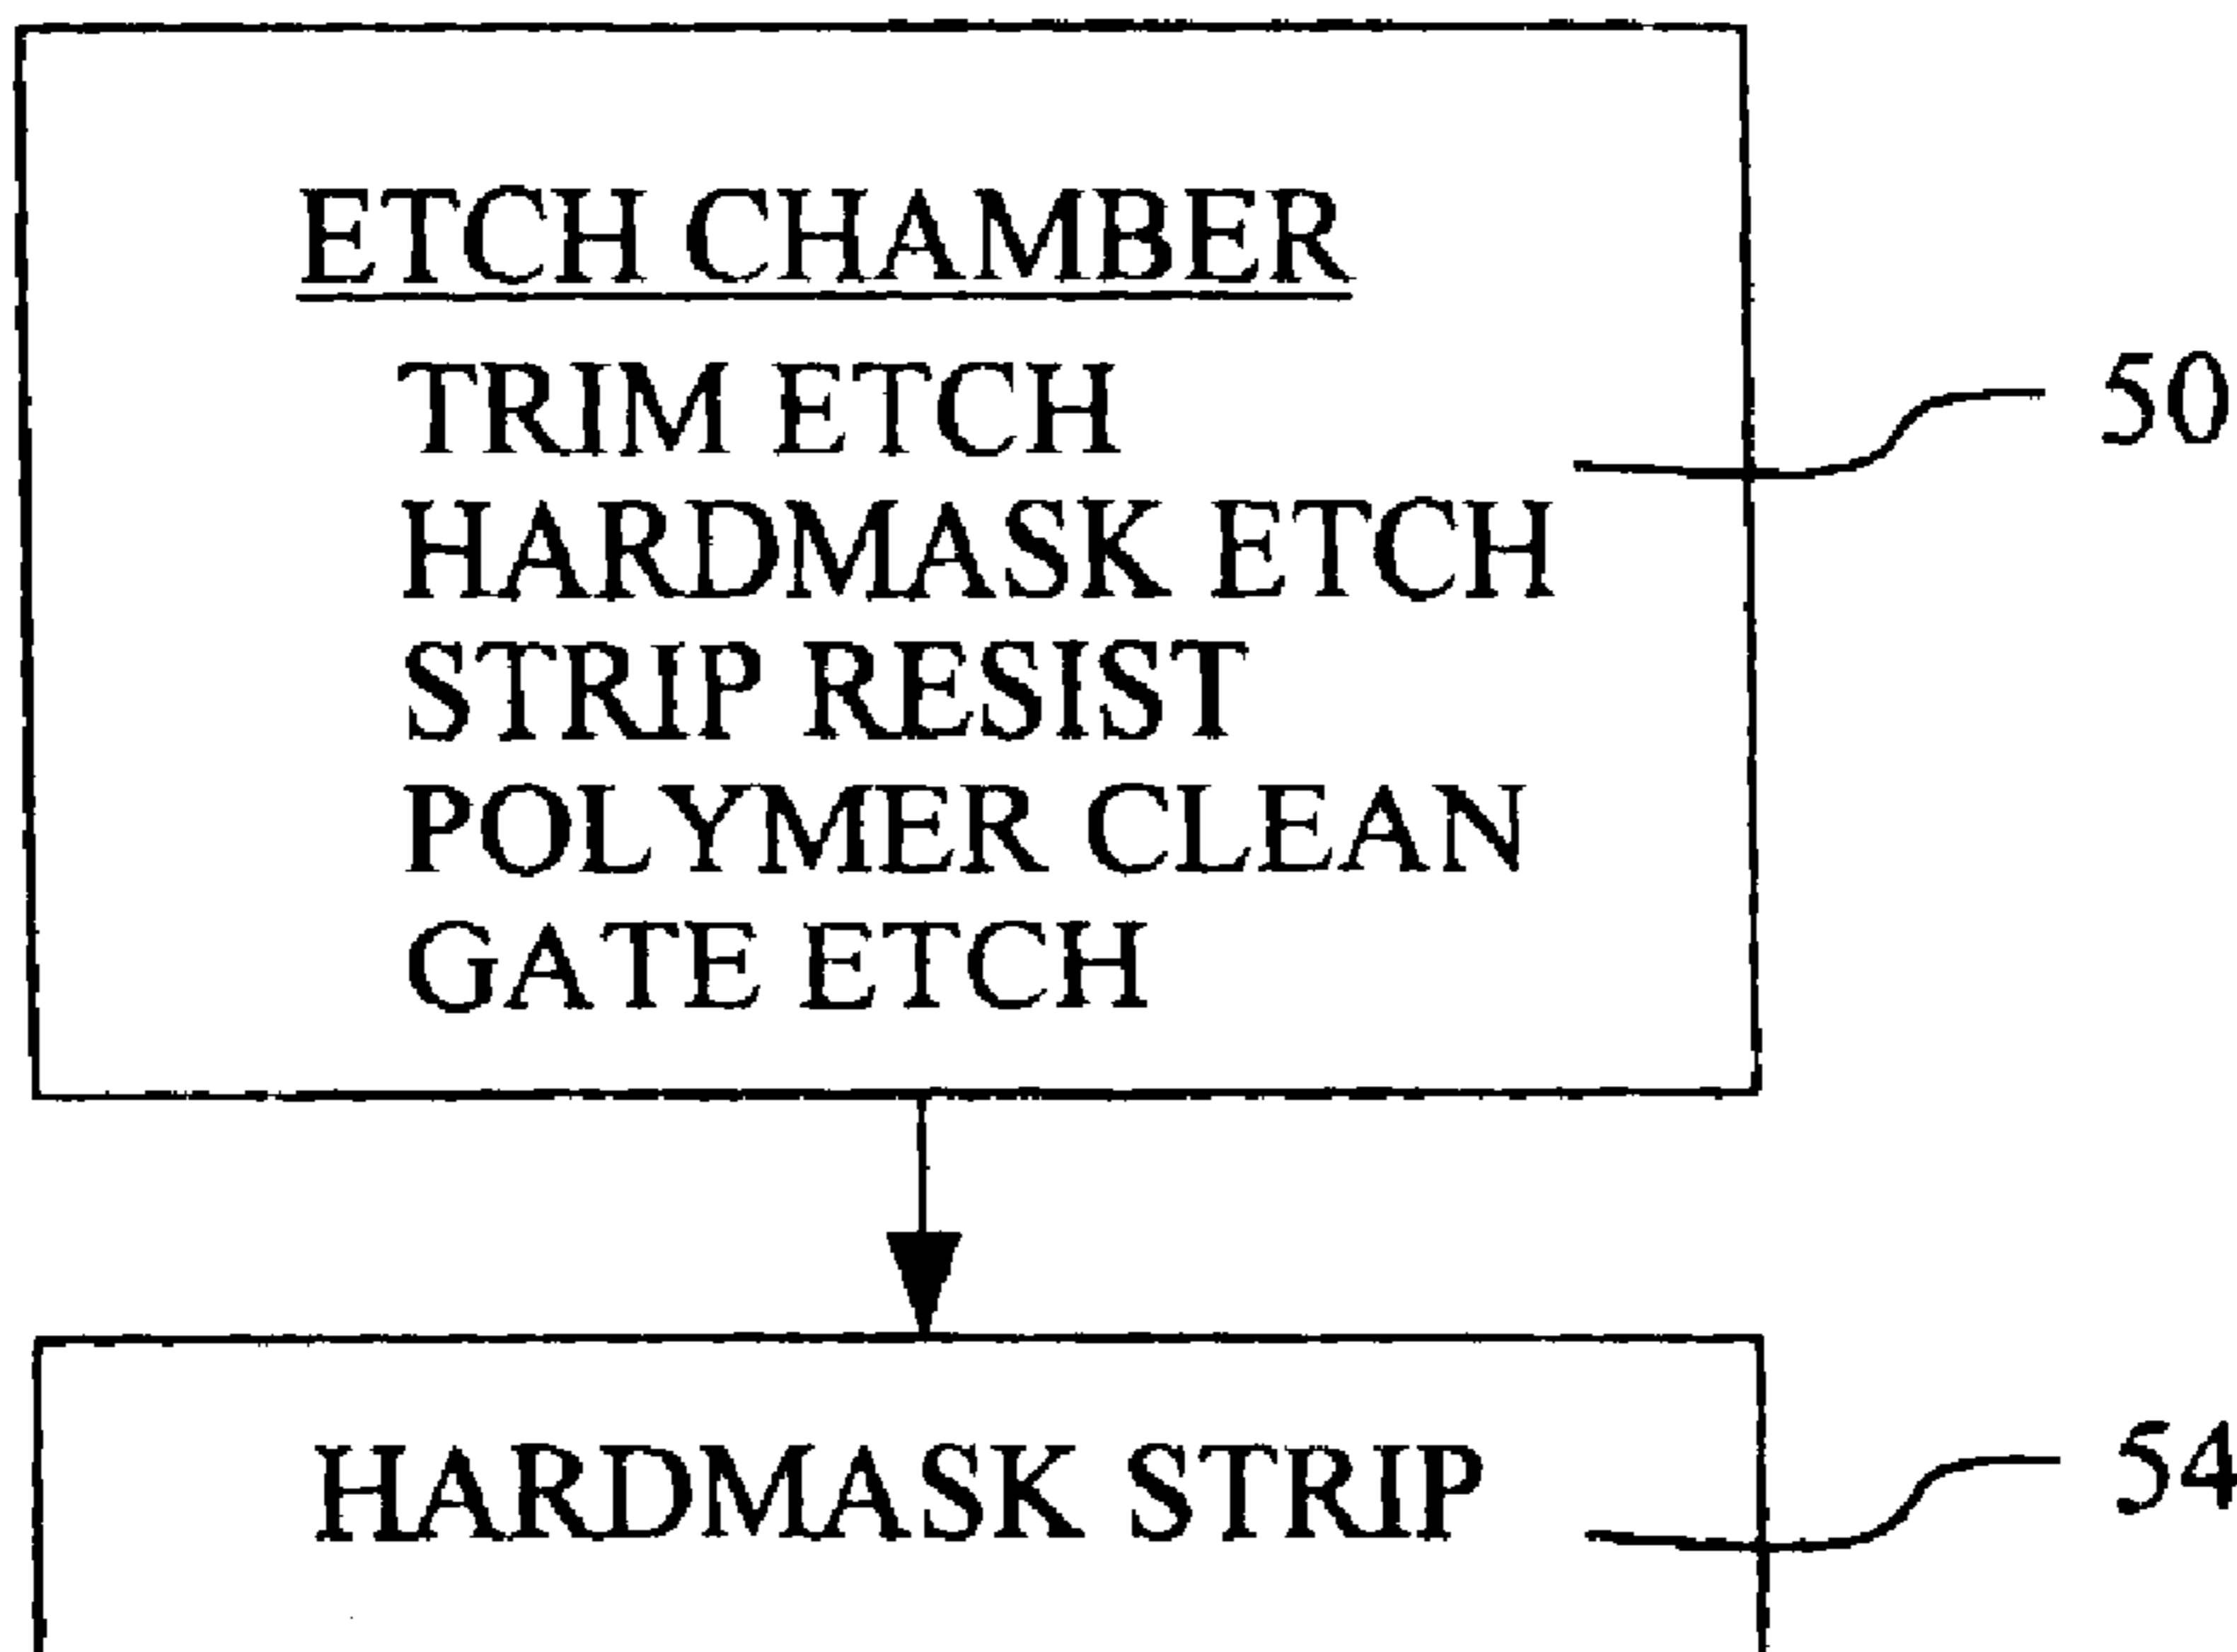 ETCH CHAMBER
TRIM ETCH
50
HARDMASK ETCH
STRIP RESIST
POLYMER CLEAN
GATE ETCH
HARDMASK STRIP
54